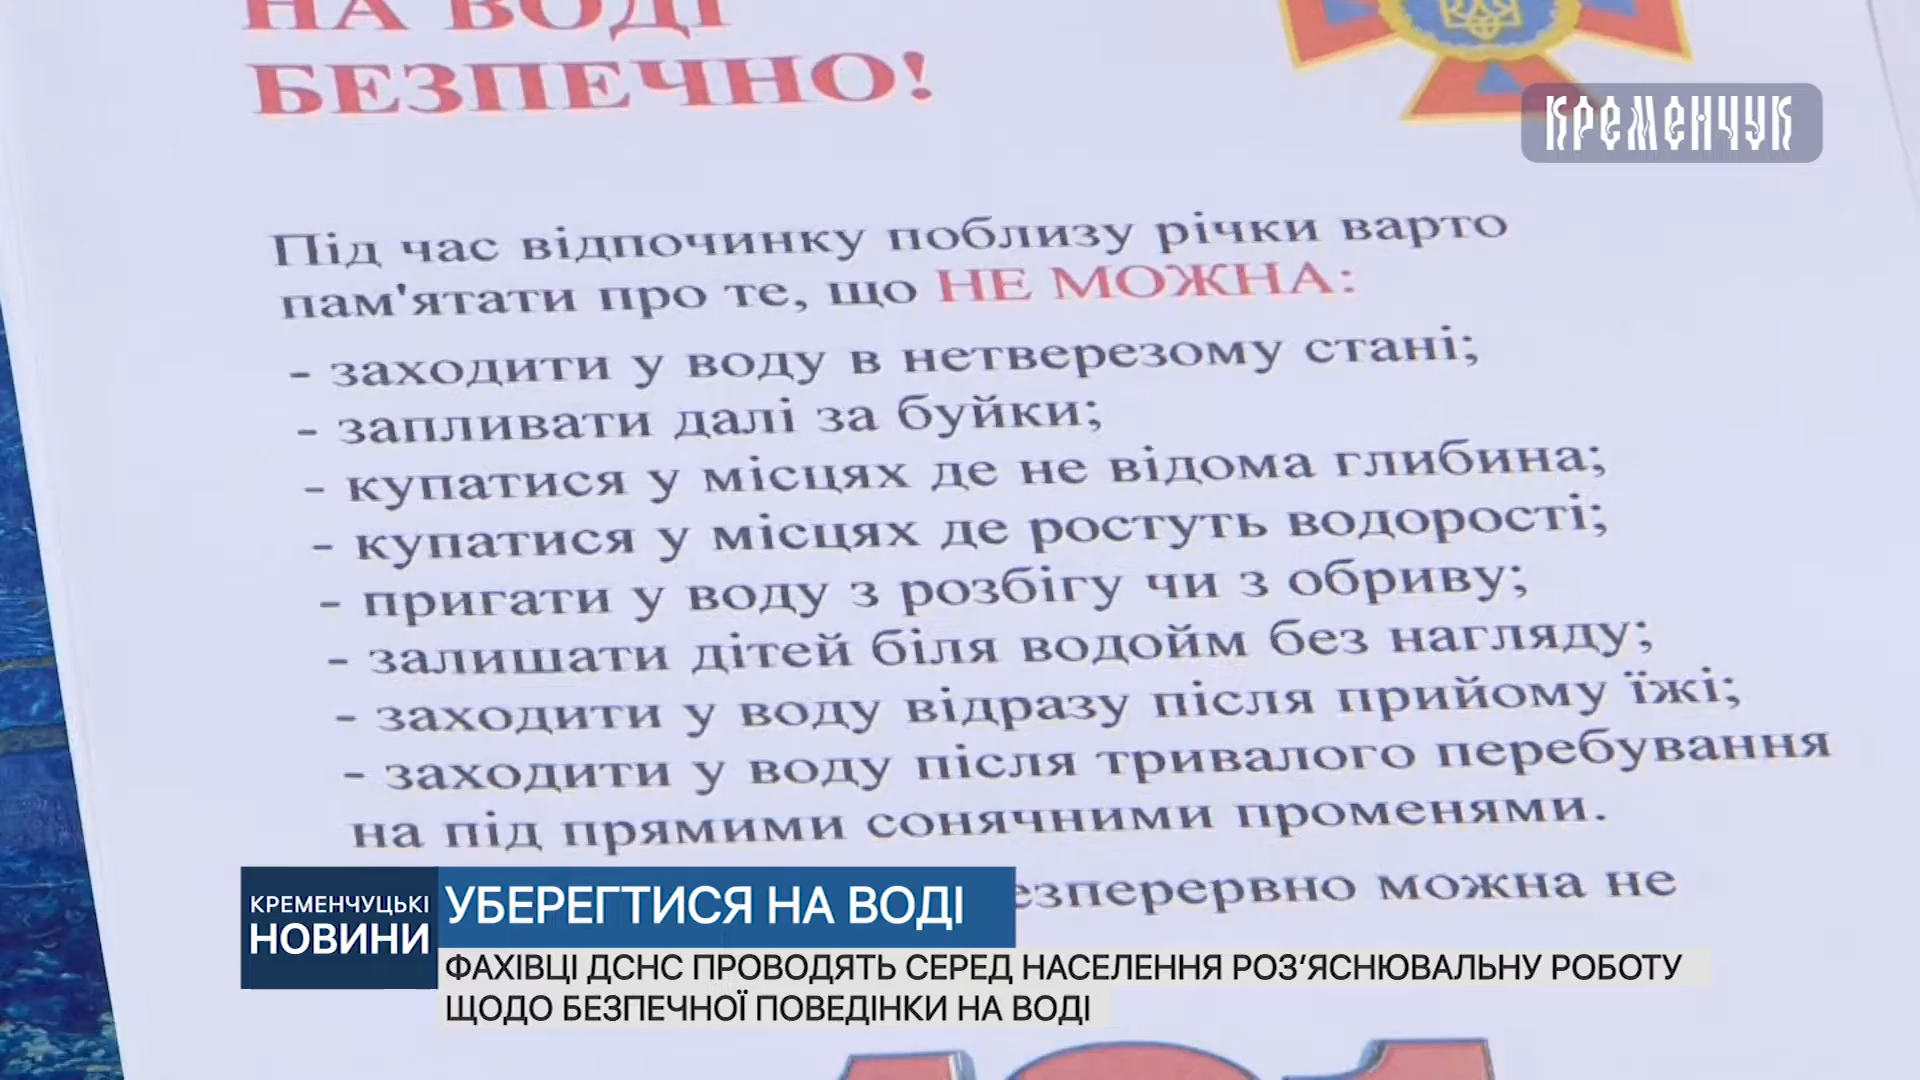 НА ВОДІ
БЕЗПЕЧНО!
КРЕМЕНЧУК
Під час відпочинку поблизу річки варто
пам'ятати про те, що НЕ МОЖНА:
- заходити у воду в нетверезому стані;
- запливати далі за буйки;
- купатися у місцях де не відома глибина;
- купатися у місцях де ростуть водорості;
- пригати у воду з розбігу чи з обриву;
- залишати дітей біля водойм без нагляду;
- заходити у воду відразу після прийому їжі;
- заходити у воду після тривалого перебування
на під прямими сонячними променями.
можна не
КРЕМЕНЧУЦЬКІ
НОВИНИ
УБЕРЕГТИСЯ НА ВОДІ
ФАХІВЦІ ДСНС ПРОВОДЯТЬ СЕРЕД НАСЕЛЕННЯ РОЗ’ЯСНЮВАЛЬНУ РОБОТУ
ЩОДО БЕЗПЕЧНОЇ ПОВЕДІНКИ НА ВОДІ
101